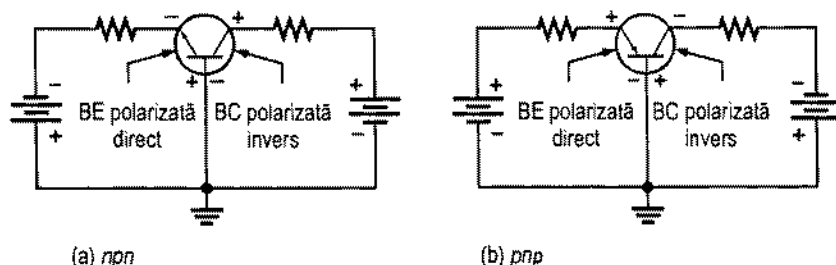 BE polarizată direct
BC polarizată invers
BE polarizată direct
BC polarizată invers
(a) npn
(b) pnp